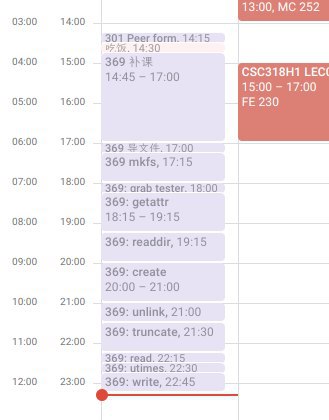 13:00, MC 252
03:00 14:00
301 Peer form, 14:15
吃饭, 14:30
04:00 15:00
369 补课
14:45 – 17:00
CSC318H1 LEC0
15:00 – 17:00
FE 230
05:00 16:00
06:00 17:00
369 导文件, 17:00
369 mkfs, 17:15
07:00 18:00
369: grab tester, 18:00
369: getattr
18:15 – 19:15
08:00 19:00
369: readdir, 19:15
09:00 20:00
369: create
20:00 – 21:00
10:00 21:00
369: unlink, 21:00
369: truncate, 21:30
11:00 22:00
369: read, 22:15
369: utimes, 22:30
369: write, 22:45
12:00 23:00